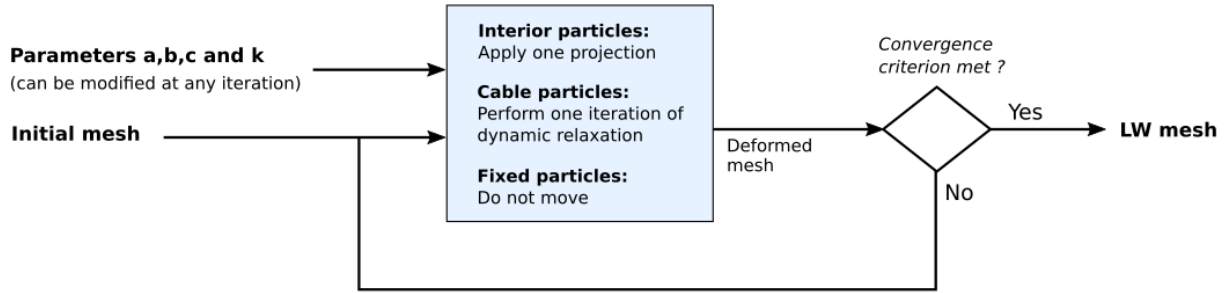 Parameters a,b,c and k
(can be modified at any iteration)
Initial mesh
Interior particles:
Apply one projection
Cable particles:
Perform one iteration of
dynamic relaxation
Fixed particles:
Do not move
Deformed
mesh
Convergence
criterion met ?
Yes
No
LW mesh